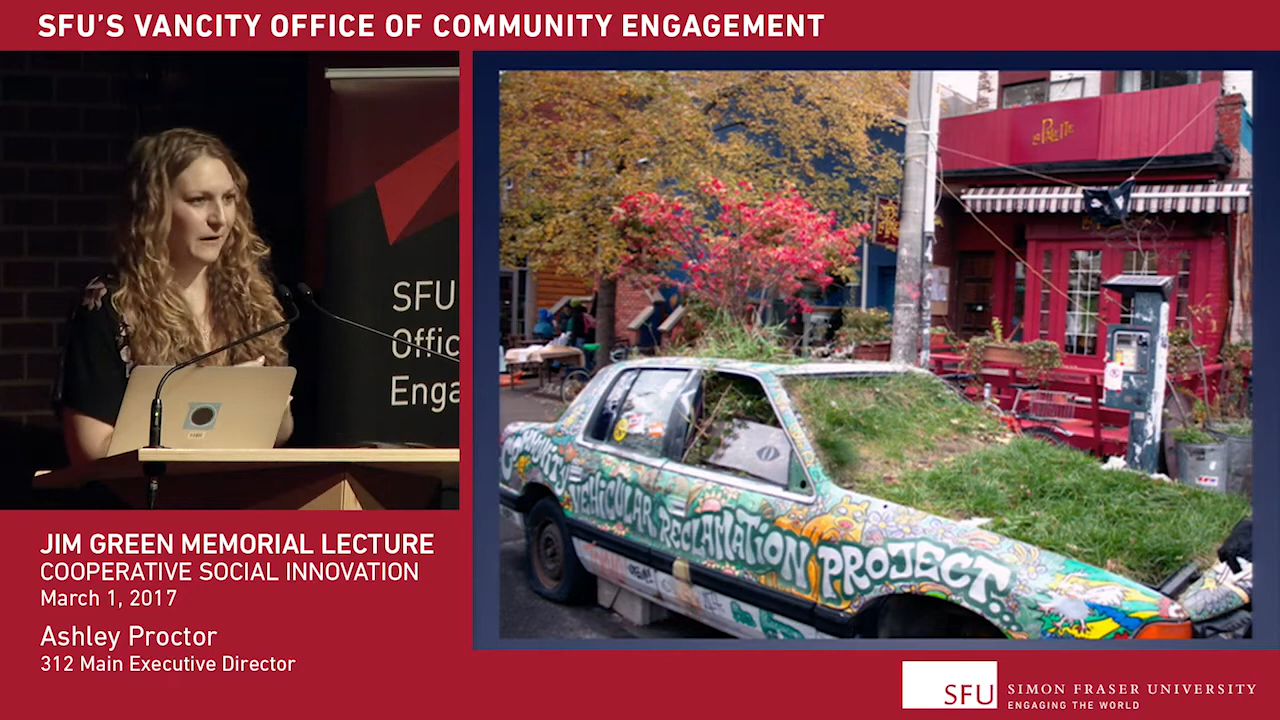 SFU'S VANCITY OFFICE OF COMMUNITY ENGAGEMENT
SFU
Offic
Enga
JIM GREEN MEMORIAL LECTURE
COOPERATIVE SOCIAL INNOVATION
March 1, 2017
Ashley Proctor
312 Main Executive Director
COMMUNITY VEHICULAR RECLAMATION PROJECT.
SFU SIMON FRASER UNIVERSITY
ENGAGING THE WORLD